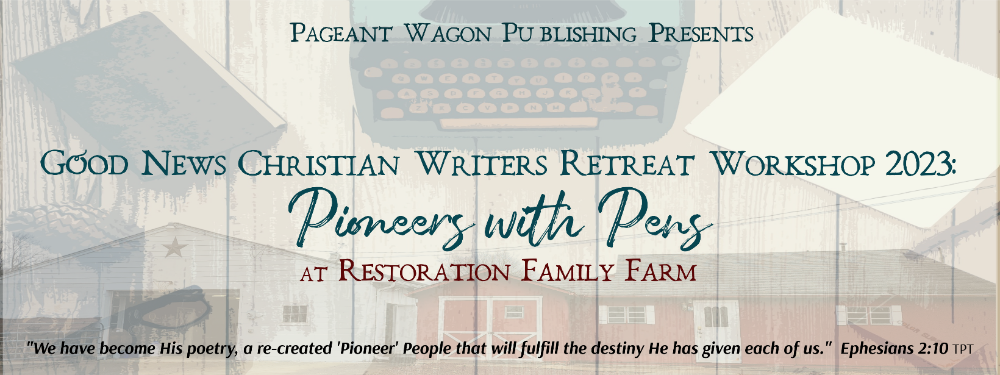 Pageant Wagon Publishing Presents
Good News Christian Writers Retreat Workshop 2023:
Pioneers with Pens
at Restoration Family Farm
"We have become His poetry, a re-created 'Pioneer' People that will fulfill the destiny He has given each of us." Ephesians 2:10 TPT